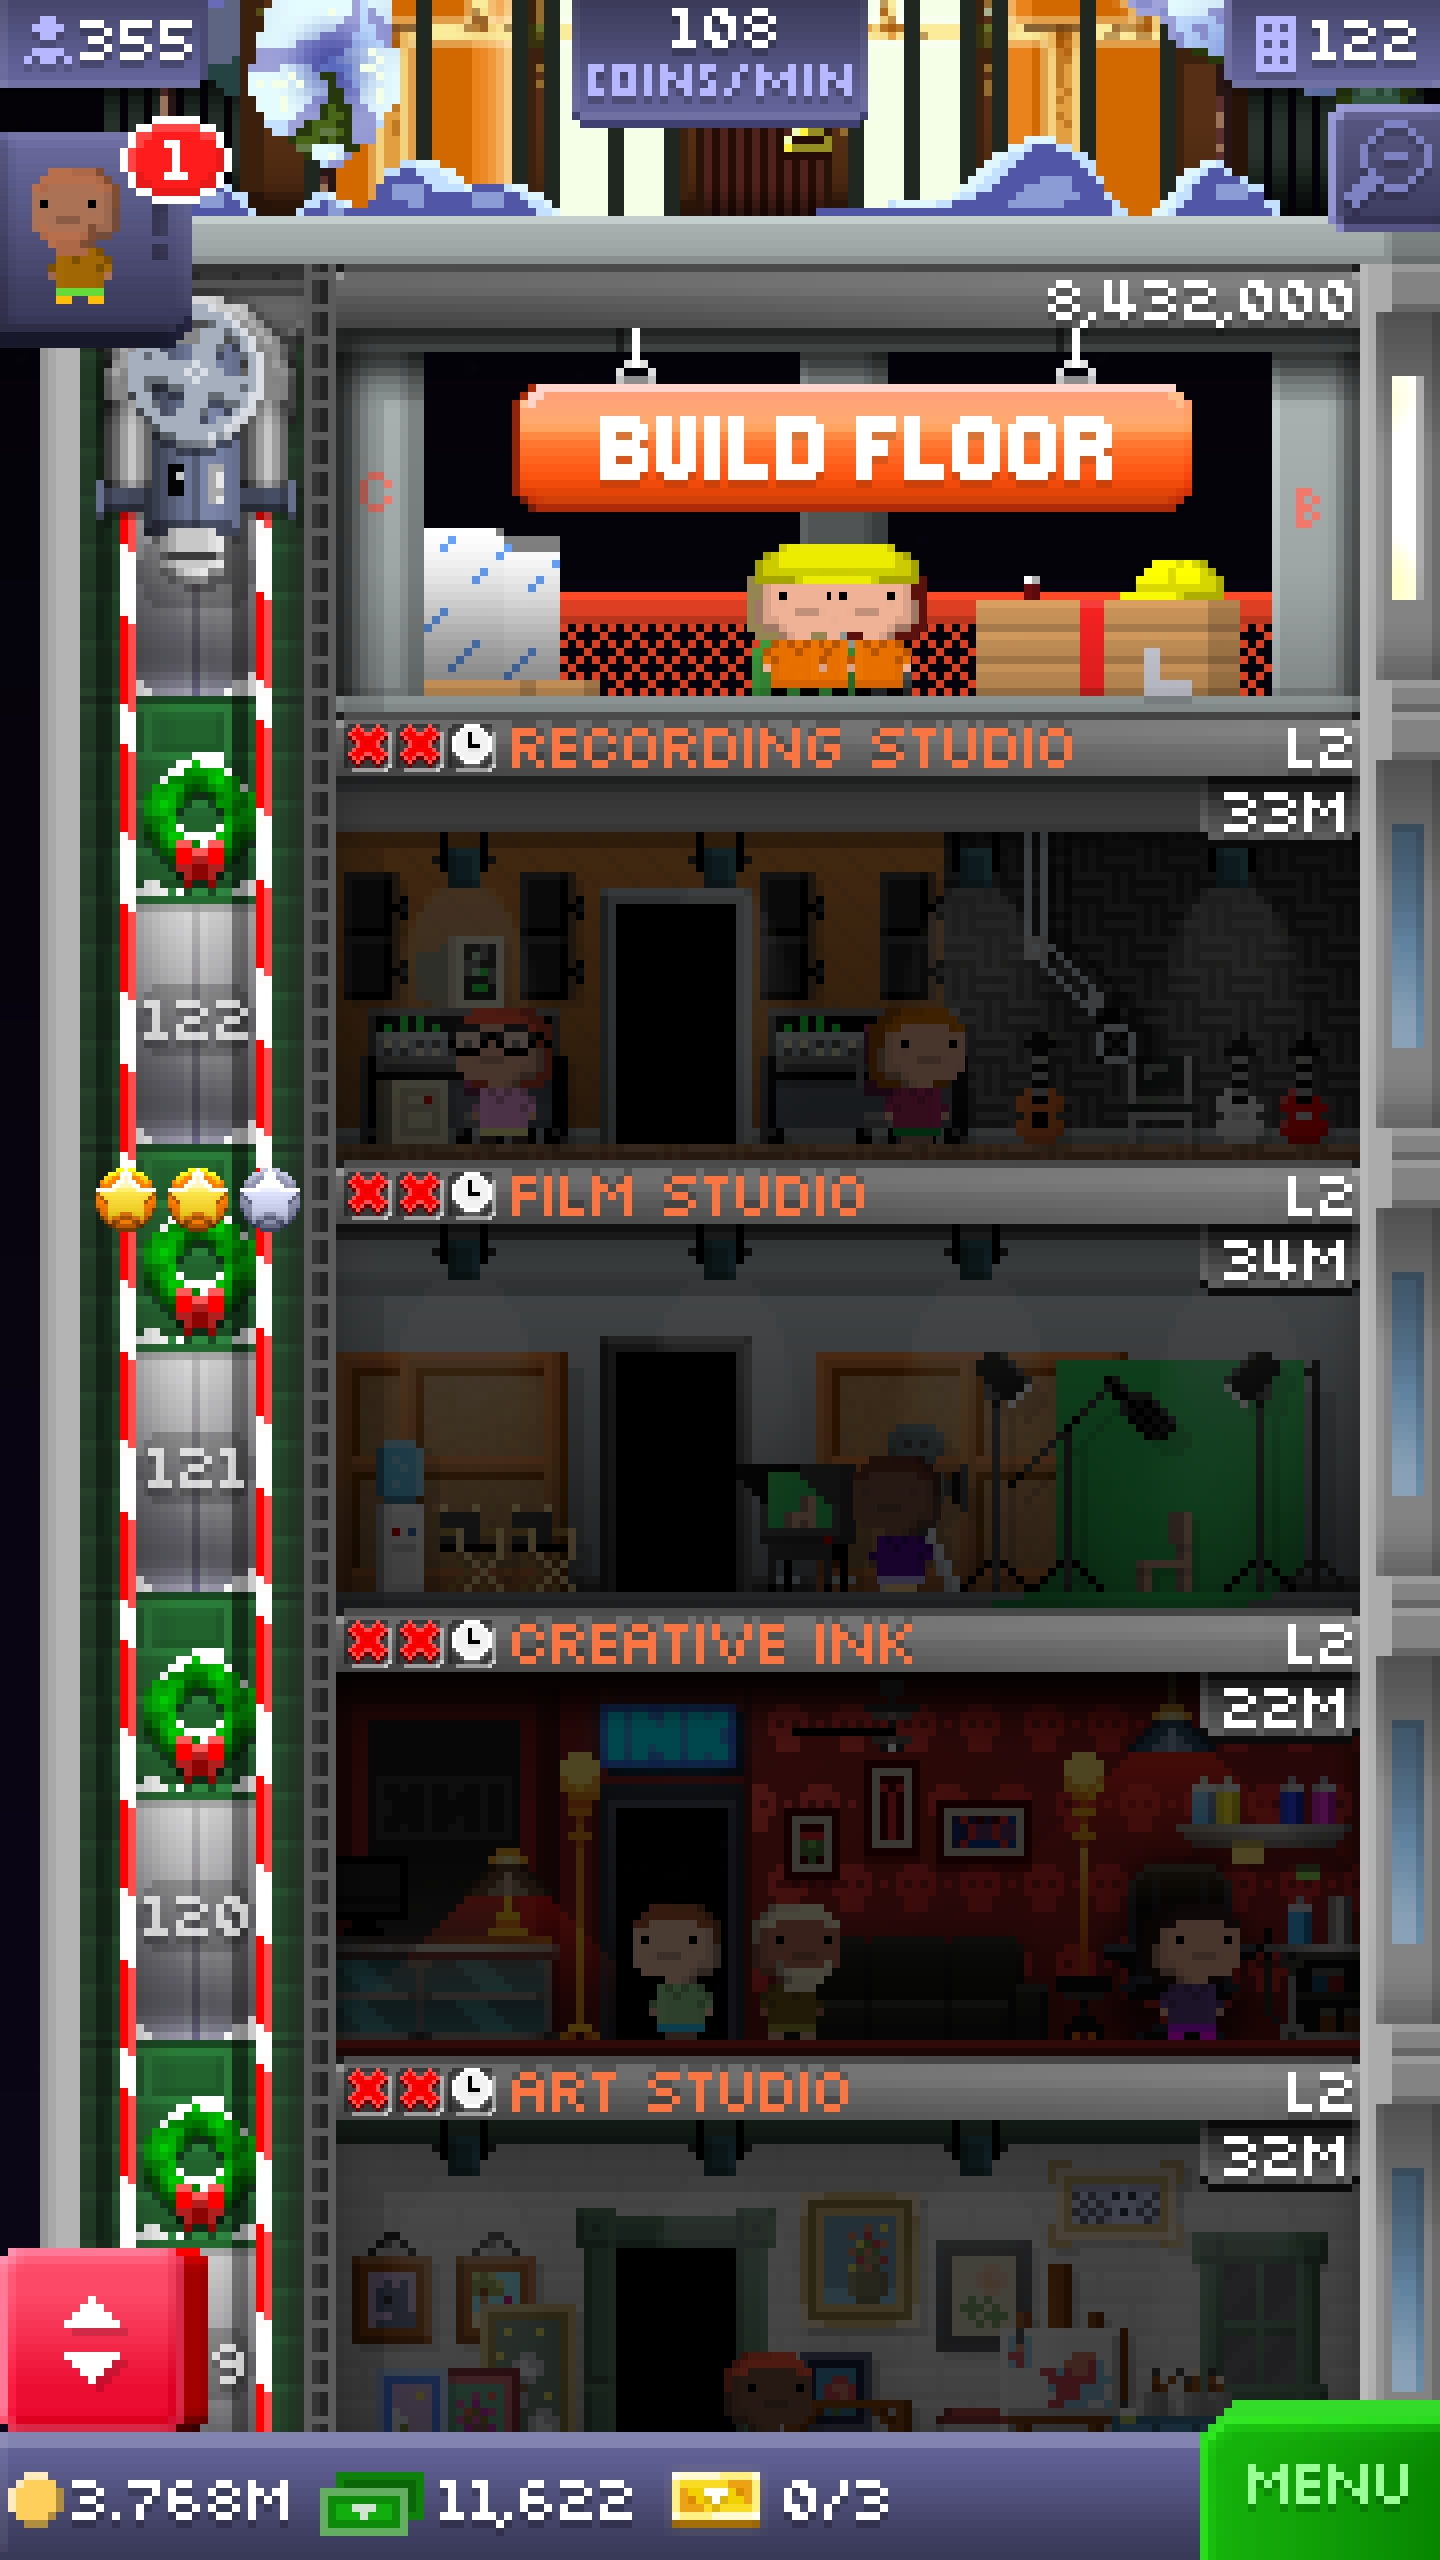 355
108
COINS/MIN
122
1
8,432,000
BUILD FLOOR
C
B
RECORDING STUDIO L2
33M
122
FILM STUDIO L2
34M
121
CREATIVE INK L2
22M
INK
120
ART STUDIO L2
32M
9
3.768M 11,622 0/3
MENU